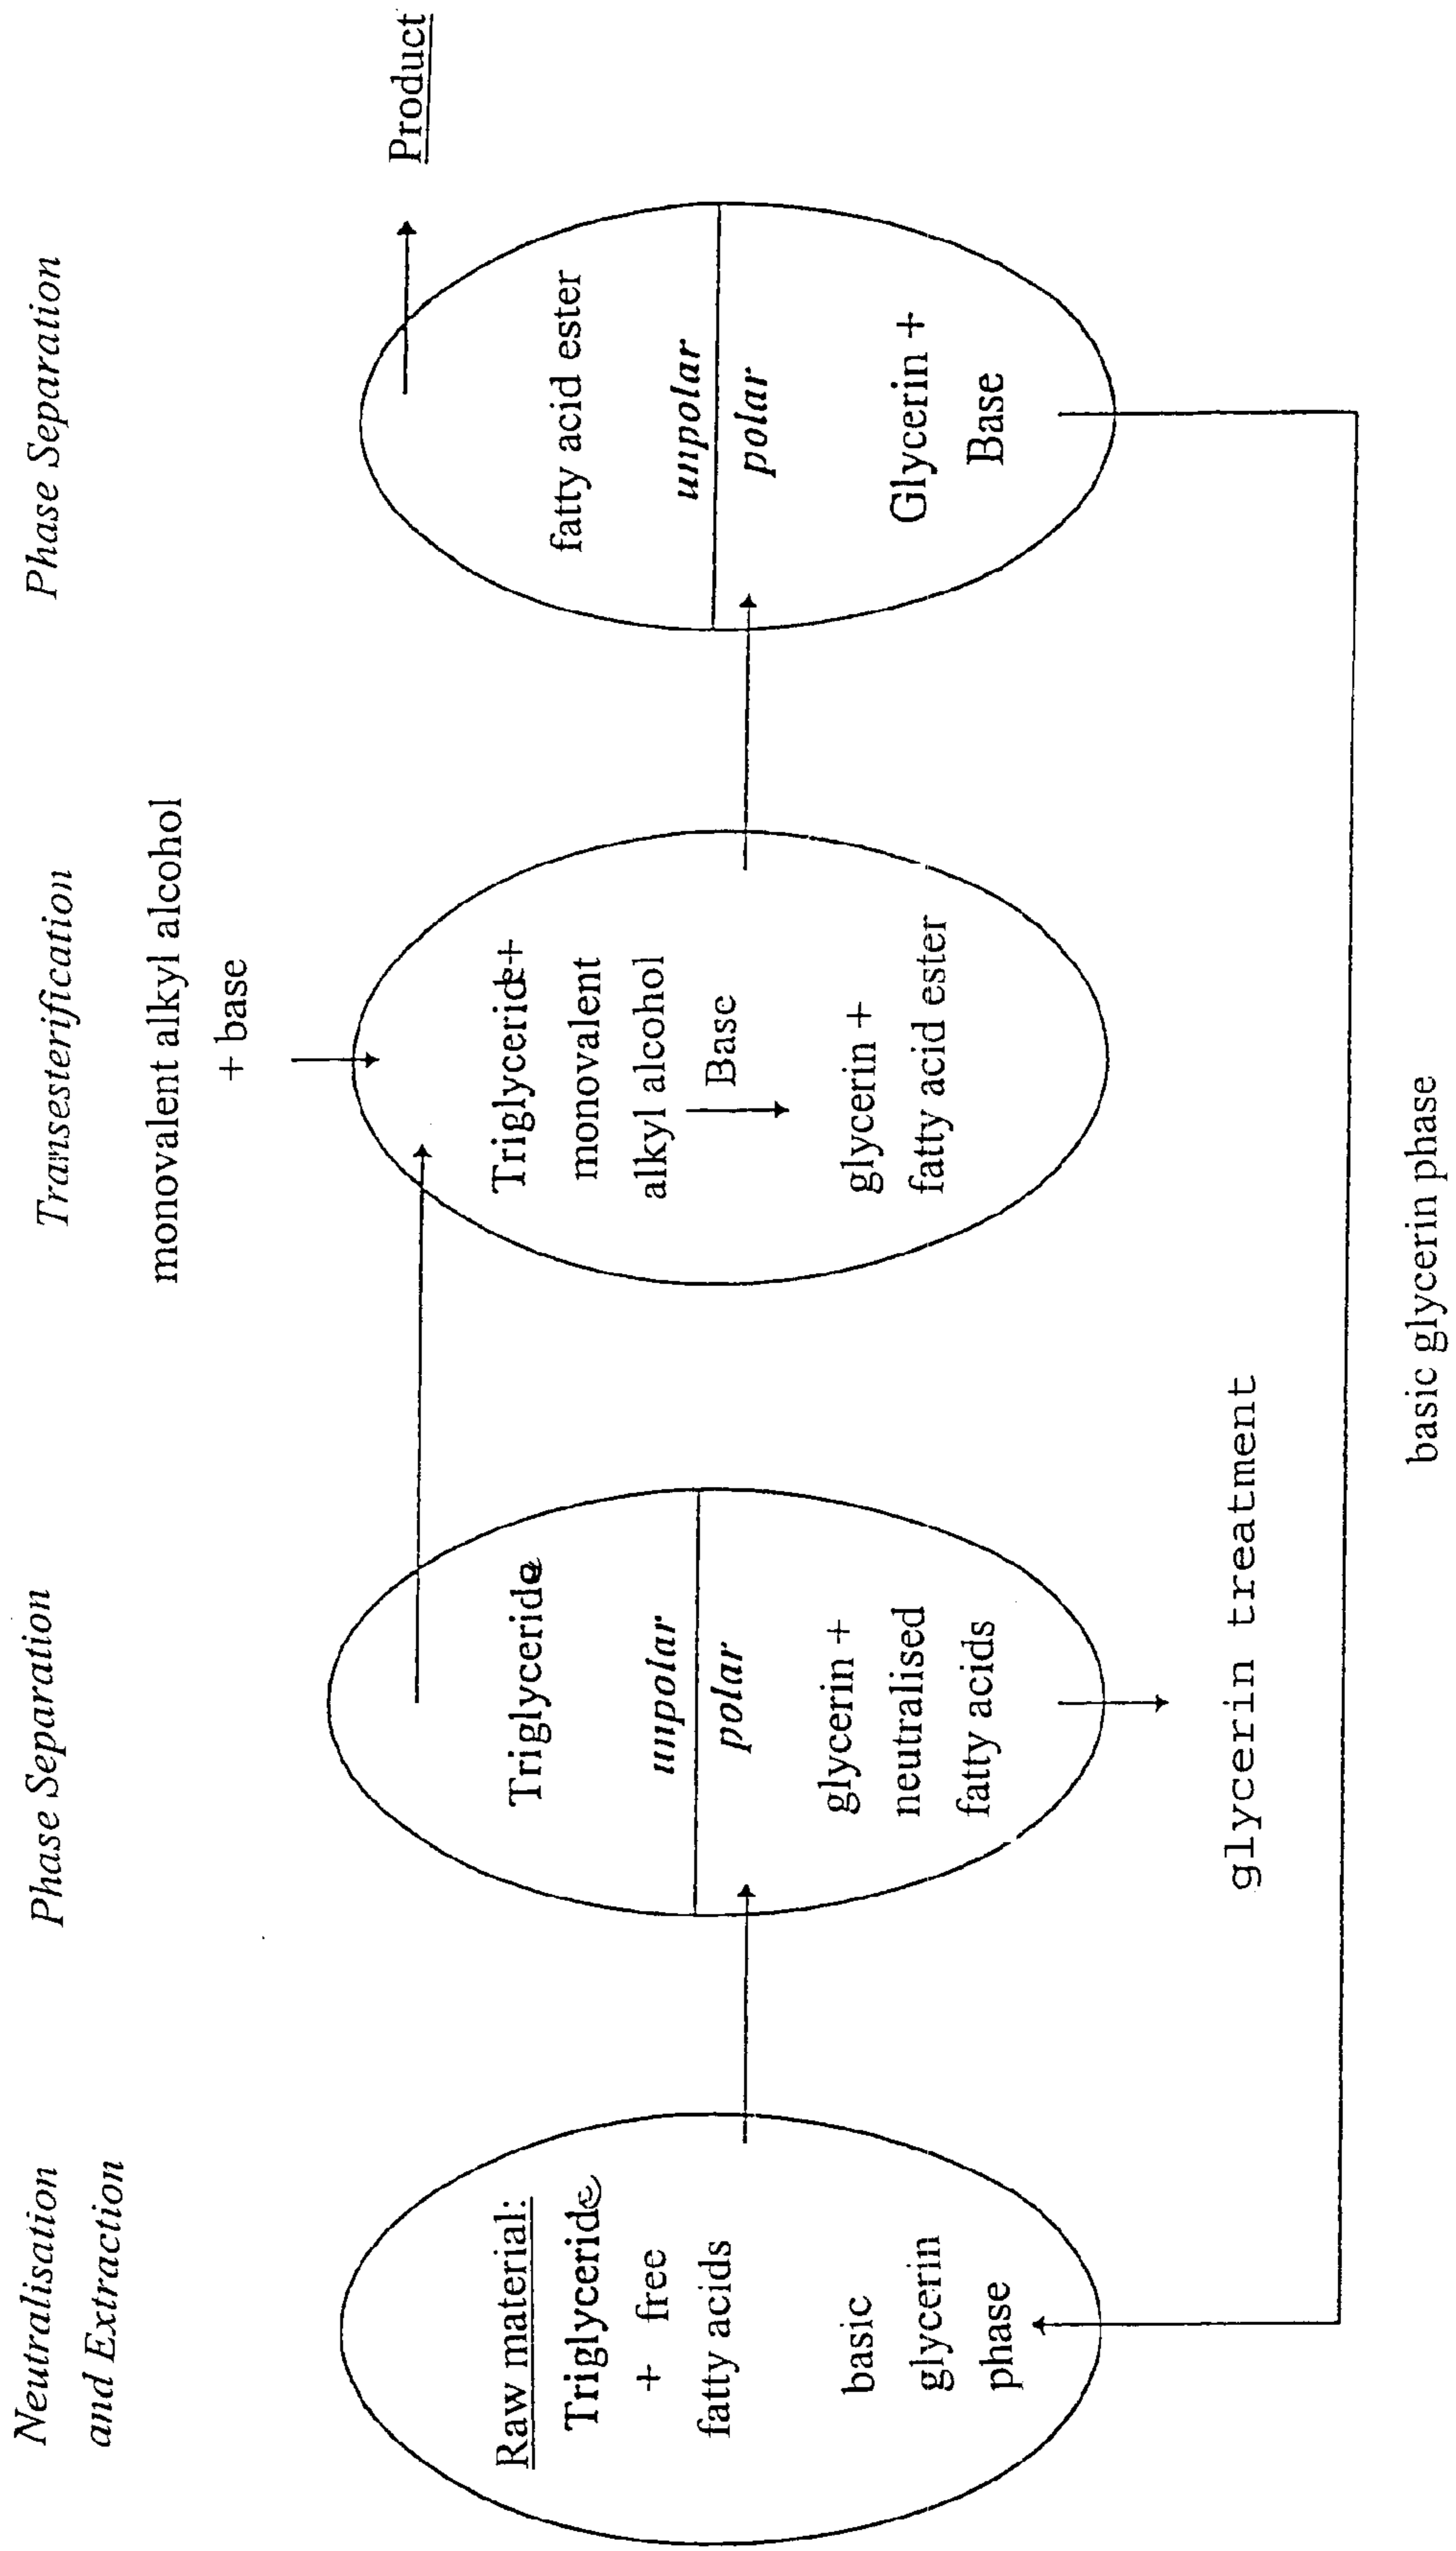 Neutralisation
and Extraction
Raw material:
Triglyceride
+ free
fatty acids
basic
glycerin
phase
Phase Separation
Triglyceride
unpolar
polar
glycerin +
neutralised
fatty acids
glycerin treatment
Transesterification
monovalent alkyl alcohol
+ base
Triglyceride+
monovalent
alkyl alcohol
Base
glycerin +
fatty acid ester
Phase Separation
fatty acid ester
unpolar
polar
Glycerin +
Base
Product
basic glycerin phase